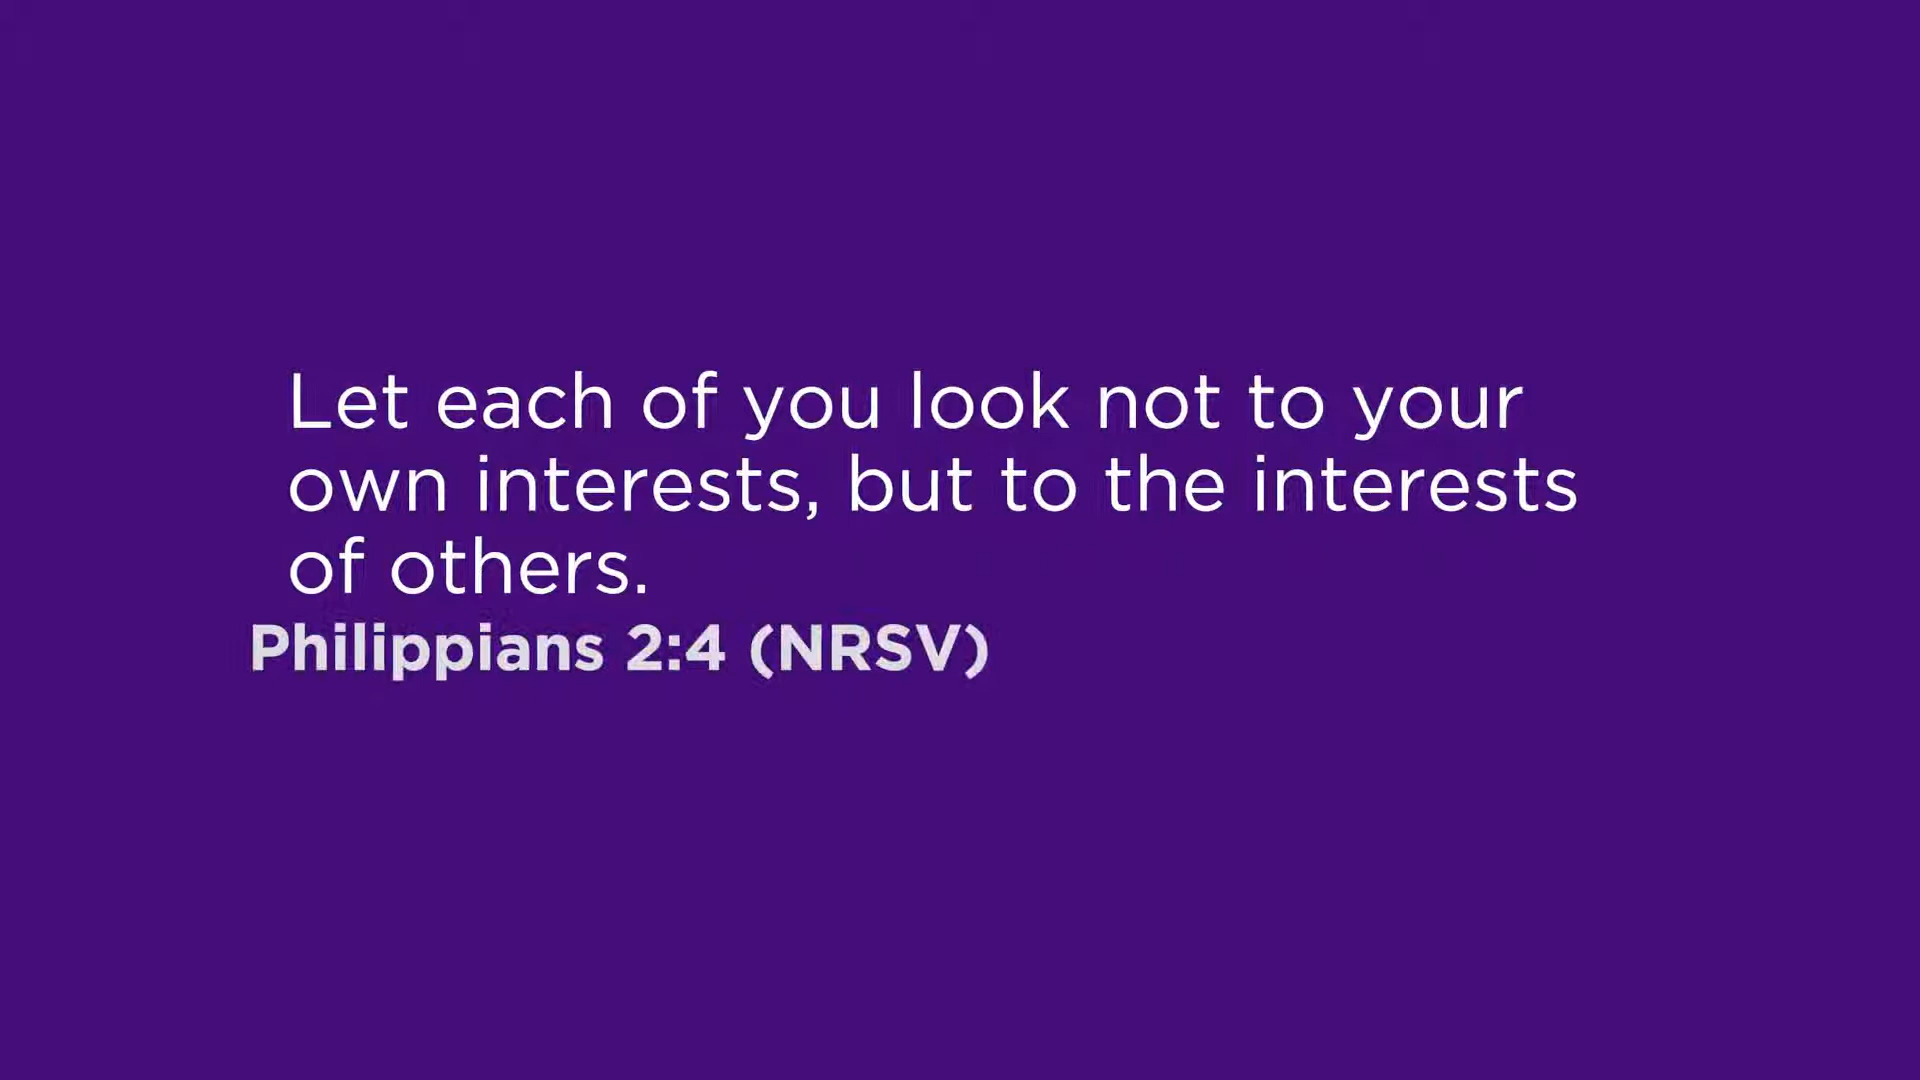 Let each of you look not to your
own interests, but to the interests
of others.
Philippians 2:4 (NRSV)